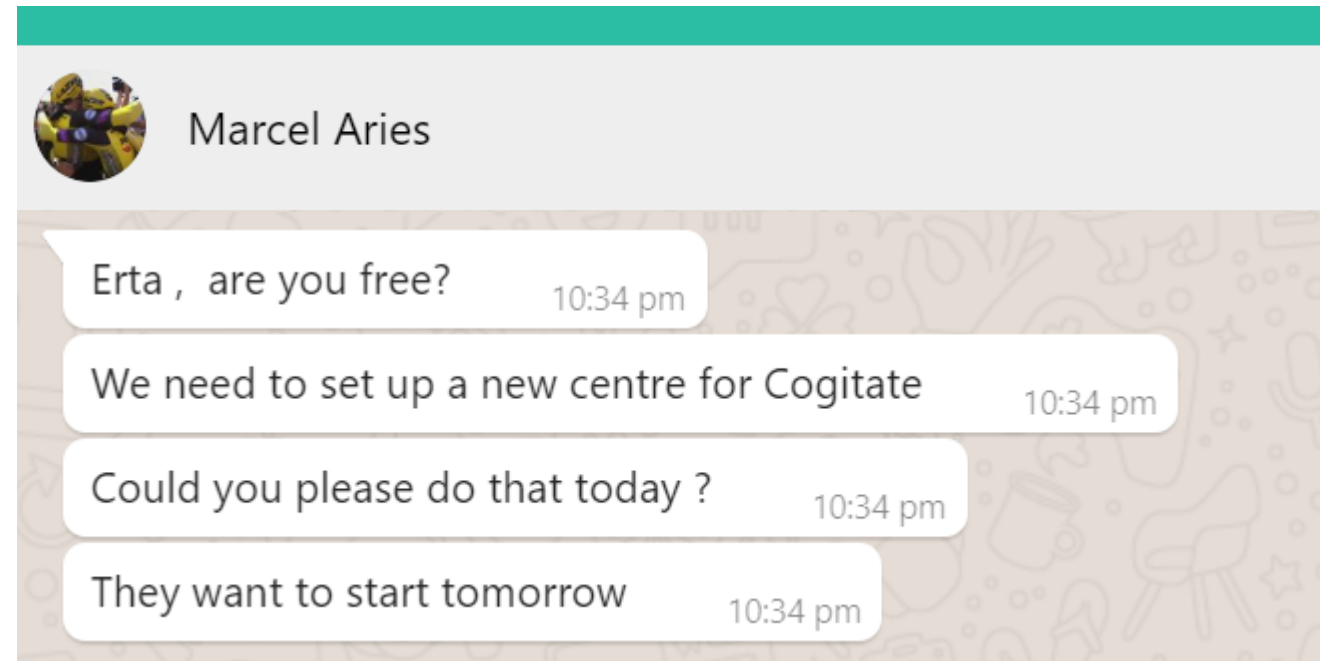 Marcel Aries
Erta , are you free?
10:34 pm
We need to set up a new centre for Cogitate
10:34 pm
Could you please do that today ?
10:34 pm
They want to start tomorrow
10:34 pm